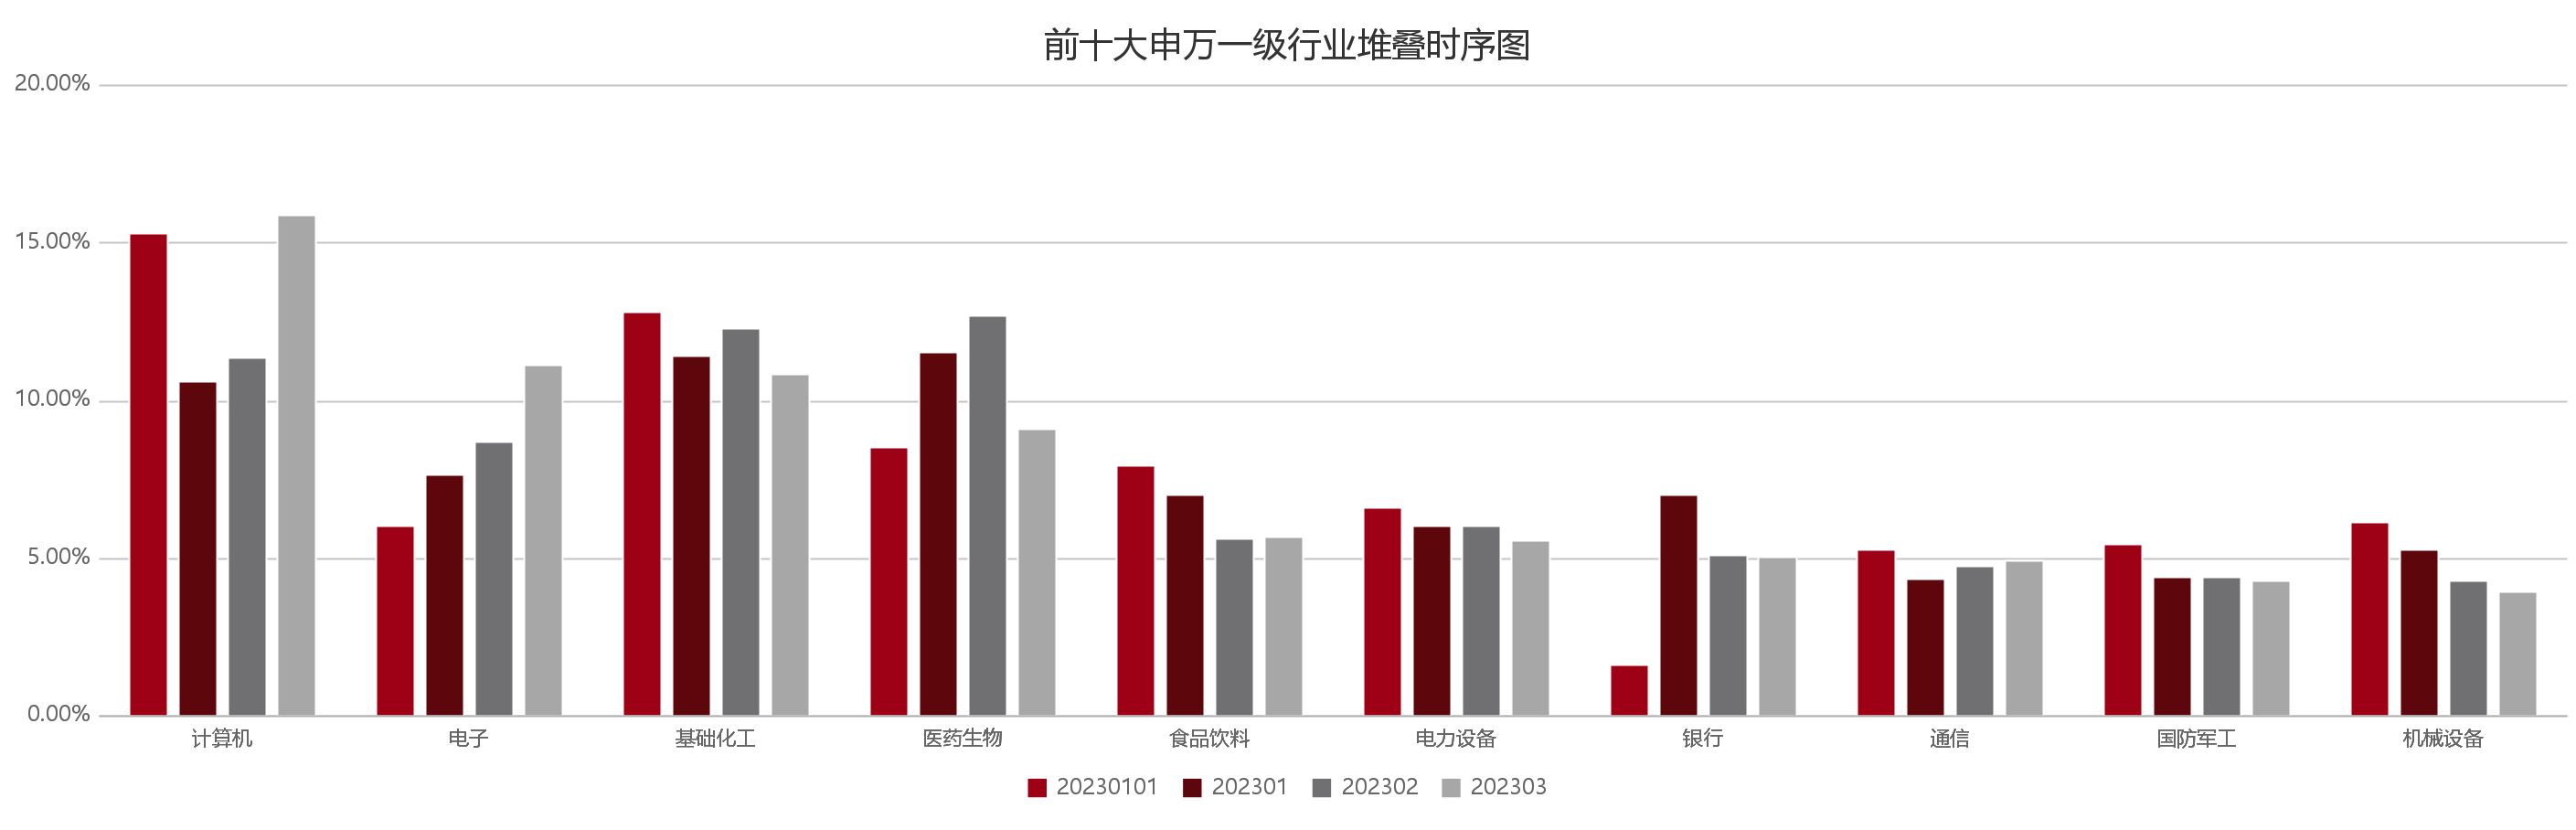 前十大申万一级行业堆叠时序图
20.00%
15.00%
10.00%
5.00%
0.00%
计算机 电子 基础化工 医药生物 食品饮料 电力设备 银行 通信 国防军工 机械设备
20230101 202301 202302 202303